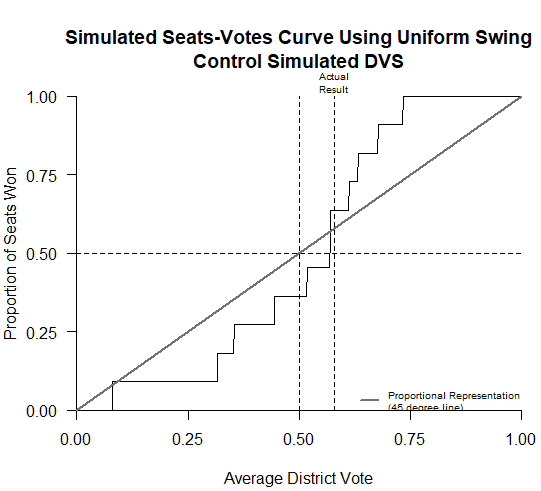 Simulated Seats-Votes Curve Using Uniform Swing
Control Simulated DVS
Actual
Result
Proportion of Seats Won
1.00
0.75
0.50
0.25
0.00
Proportional Representation
(45 degree line)
0.00 0.25 0.50 0.75 1.00
Average District Vote